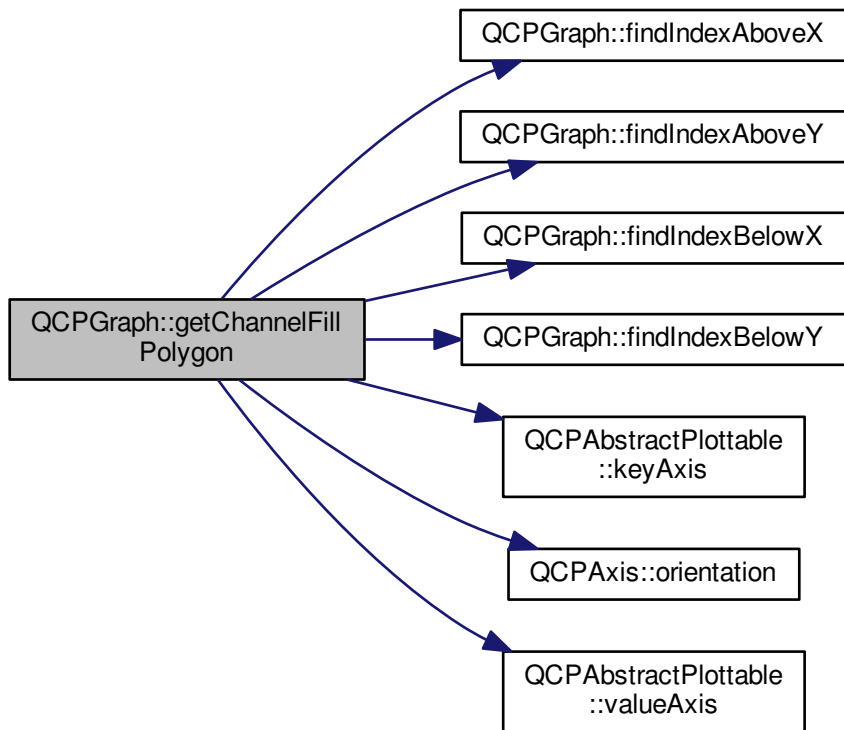 QCPGraph::findIndexAboveX
QCPGraph::findIndexAboveY
QCPGraph::findIndexBelowX
QCPGraph::getChannelFill
Polygon
QCPGraph::findIndexBelowY
QCPAbstractPlottable
::keyAxis
QCPAxis::orientation
QCPAbstractPlottable
::valueAxis